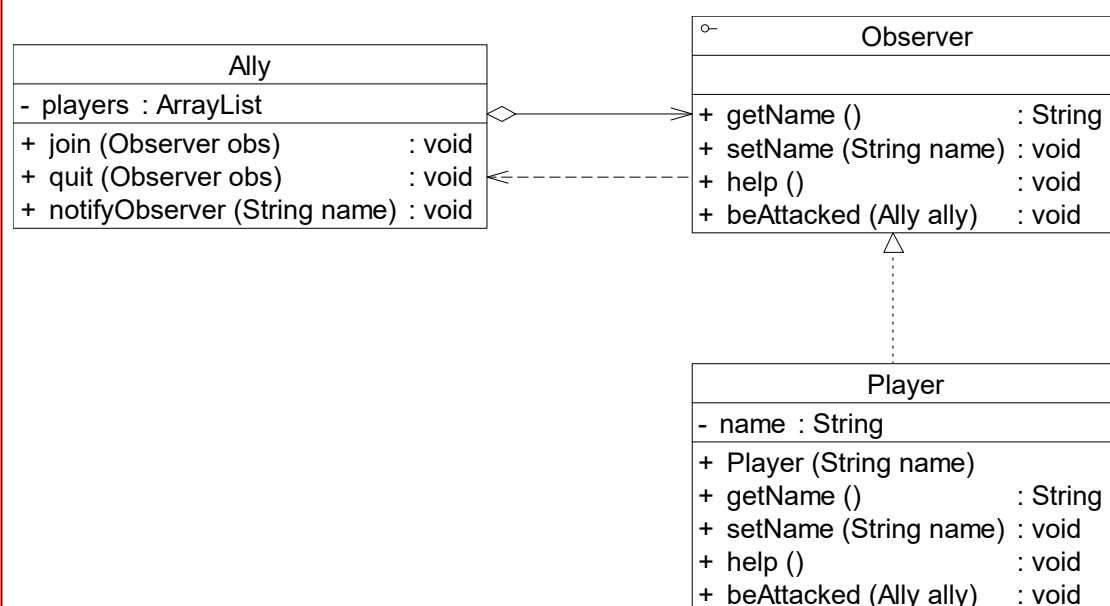 Ally
- players : ArrayList
+ join (Observer obs) : void
+ quit (Observer obs) : void
+ notifyObserver (String name) : void
Observer
+ getName () : String
+ setName (String name) : void
+ help () : void
+ beAttacked (Ally ally) : void
Player
- name : String
+ Player (String name)
+ getName () : String
+ setName (String name) : void
+ help () : void
+ beAttacked (Ally ally) : void